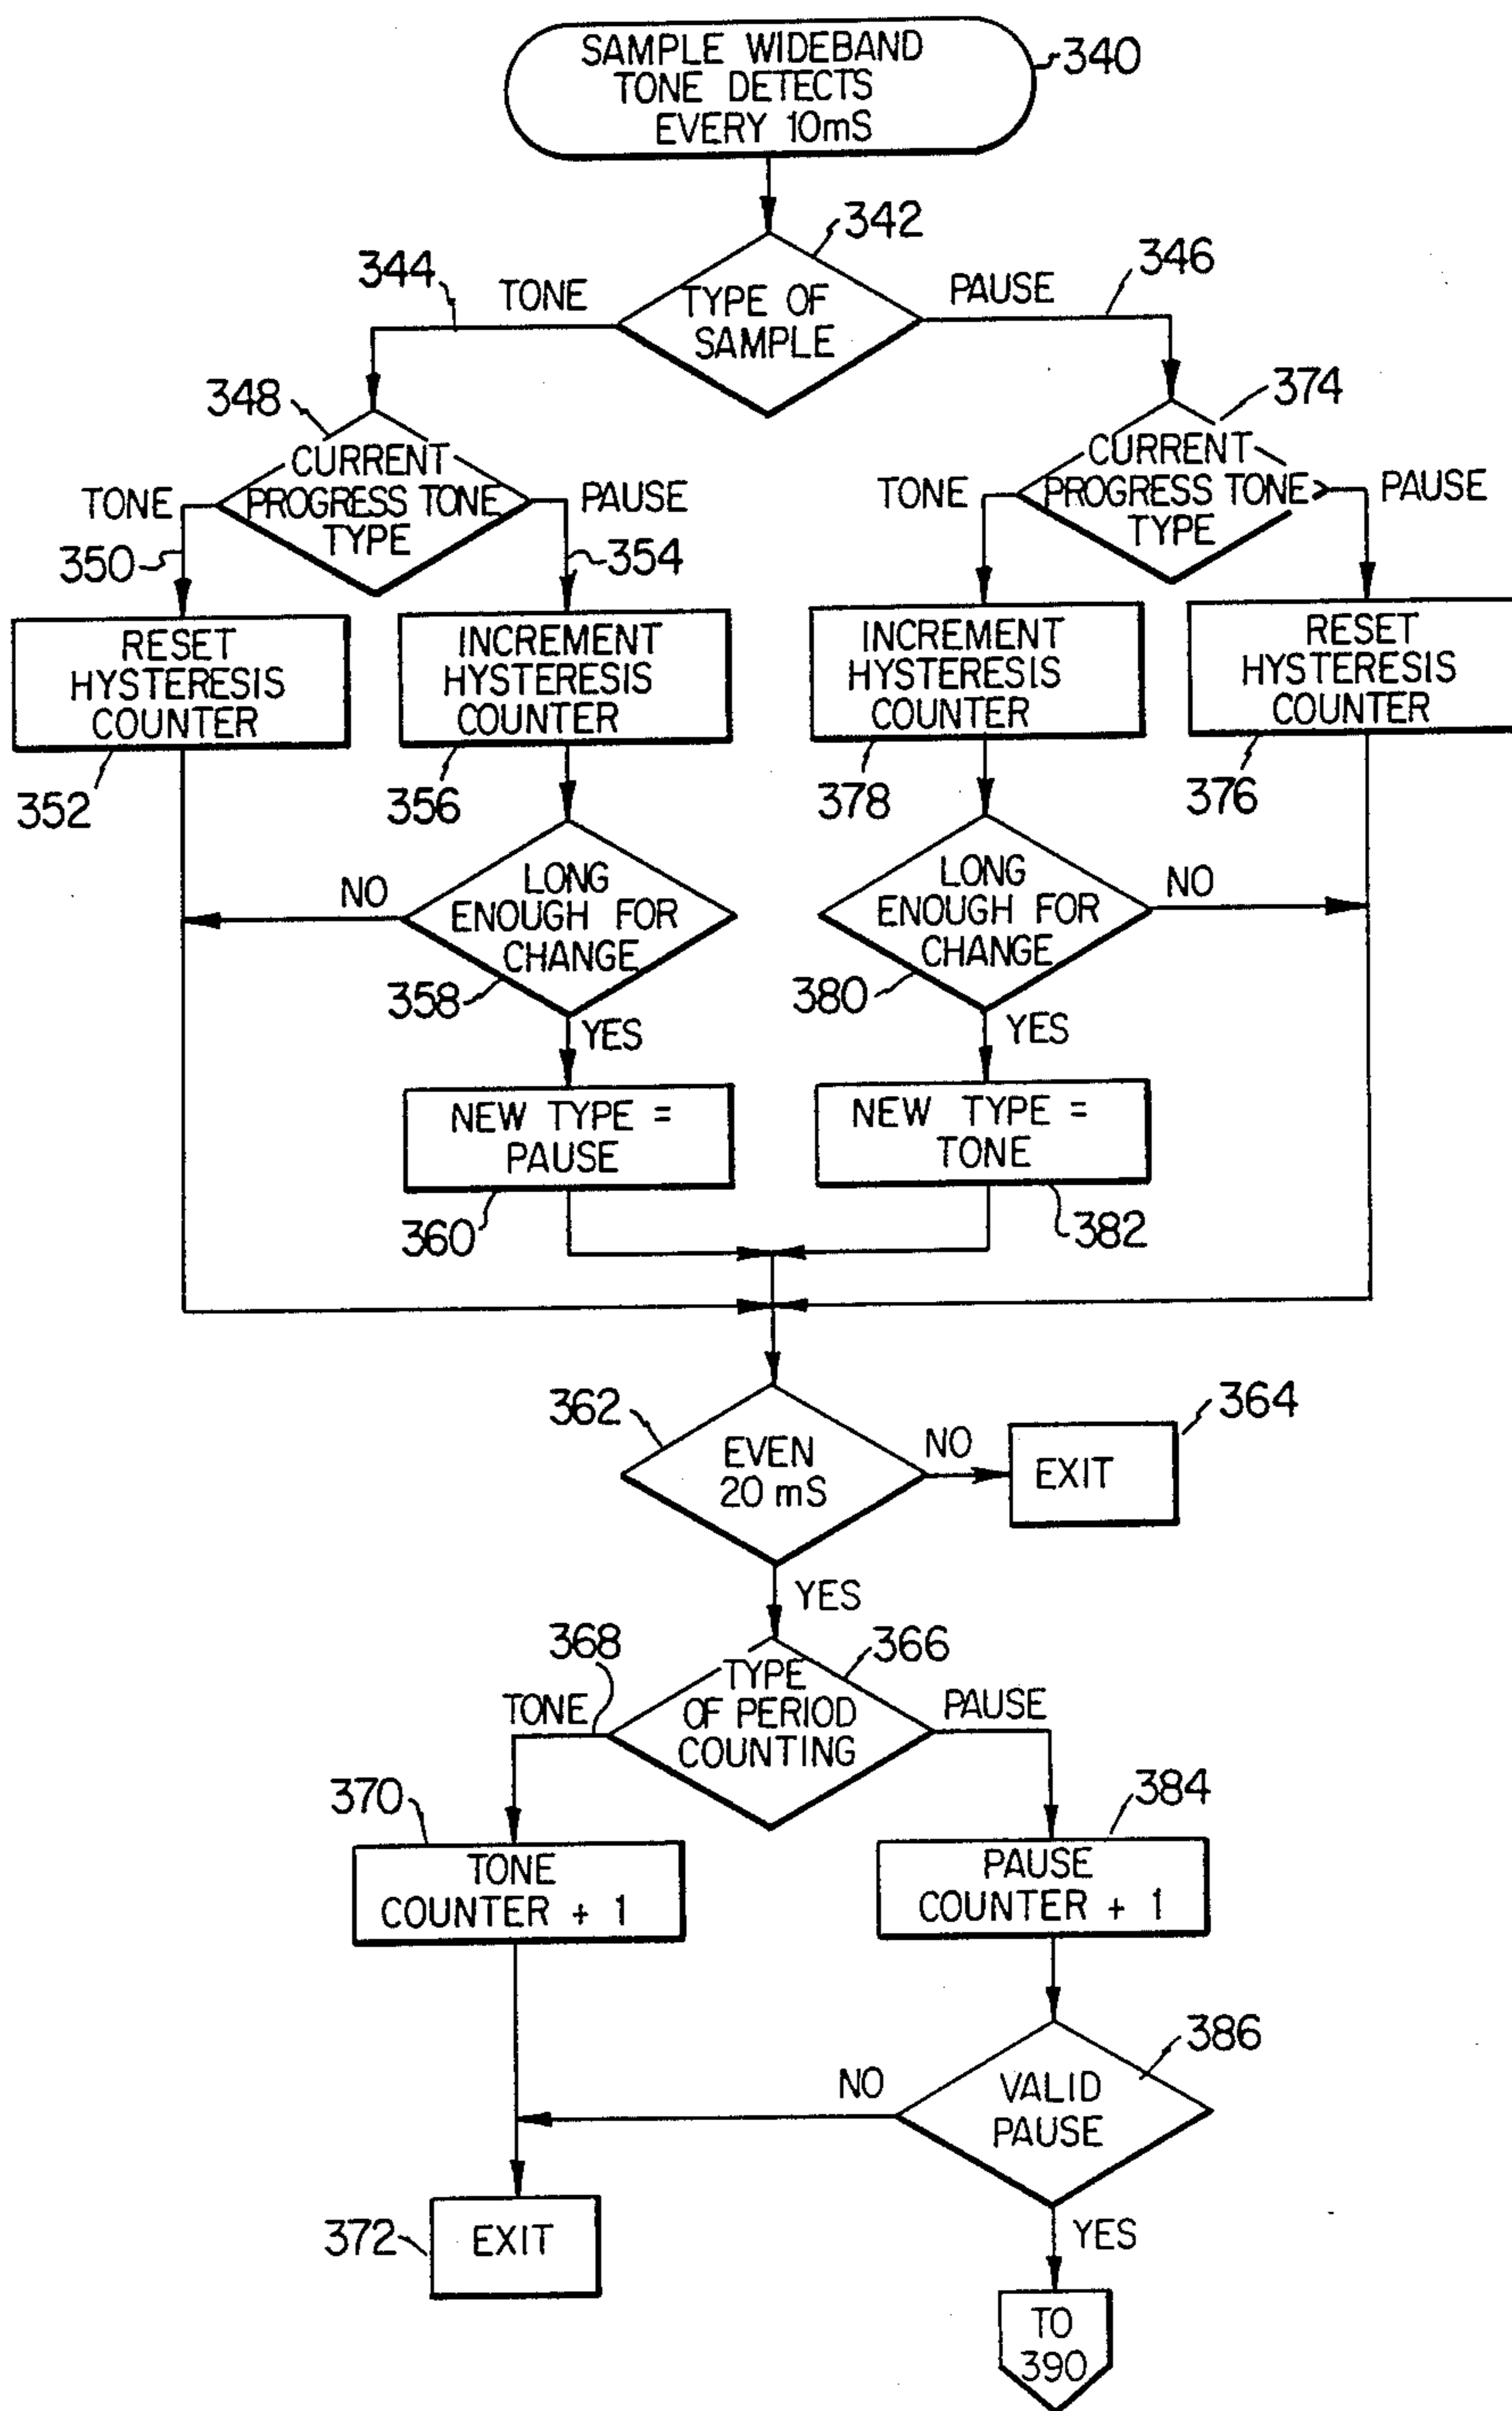 SAMPLE WIDEBAND
TONE DETECTS
EVERY 10mS
340
342
344
TONE
TYPE OF
SAMPLE
PAUSE
346
348
CURRENT
PROGRESS TONE
TYPE
TONE
PAUSE
350
354
374
CURRENT
PROGRESS TONE
TYPE
TONE
PAUSE
RESET
HYSTERESIS
COUNTER
352
INCREMENT
HYSTERESIS
COUNTER
356
INCREMENT
HYSTERESIS
COUNTER
378
RESET
HYSTERESIS
COUNTER
376
NO
LONG
ENOUGH FOR
CHANGE
358
YES
LONG
ENOUGH FOR
CHANGE
NO
380
YES
NEW TYPE =
PAUSE
360
NEW TYPE =
TONE
382
362
EVEN
20 mS
NO
364
EXIT
YES
368
366
TONE
TYPE
OF PERIOD
COUNTING
PAUSE
370
TONE
COUNTER + 1
384
PAUSE
COUNTER + 1
386
NO
VALID
PAUSE
372
EXIT
YES
TO
390